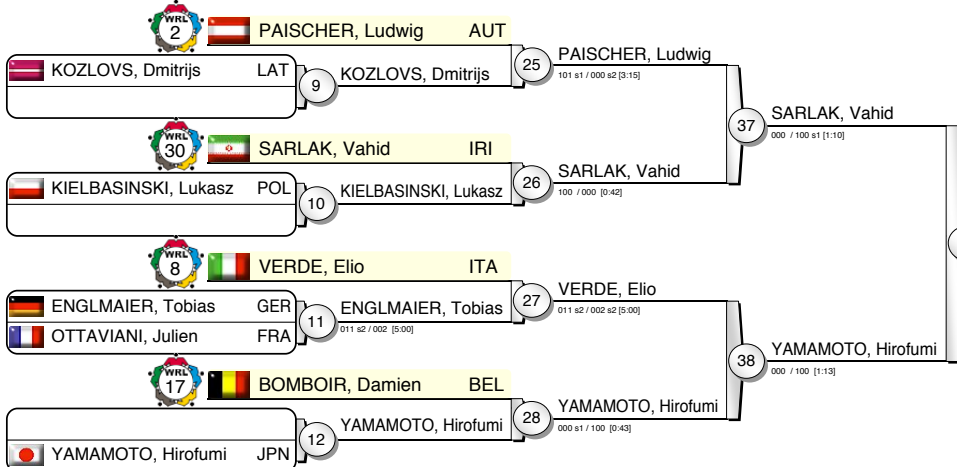 WRL
2
PAISCHER, Ludwig AUT
KOZLOVS, Dmitrijs LAT
9
KOZLOVS, Dmitrijs
25
PAISCHER, Ludwig
101 s1 / 000 s2 [3:15]
WRL
30
SARLAK, Vahid IRI
KIELBASINSKI, Lukasz POL
10
KIELBASINSKI, Lukasz
26
SARLAK, Vahid
100 / 000 [0:42]
37
SARLAK, Vahid
000 / 100 s1 [1:10]
WRL
8
VERDE, Elio ITA
ENGLMAIER, Tobias GER
OTTAVIANI, Julien FRA
11
ENGLMAIER, Tobias
011 s2 / 002 [5:00]
27
VERDE, Elio
011 s2 / 002 s2 [5:00]
WRL
17
BOMBOIR, Damien BEL
YAMAMOTO, Hirofumi JPN
12
YAMAMOTO, Hirofumi
28
YAMAMOTO, Hirofumi
000 s1 / 100 [0:43]
38
YAMAMOTO, Hirofumi
000 / 100 [1:13]